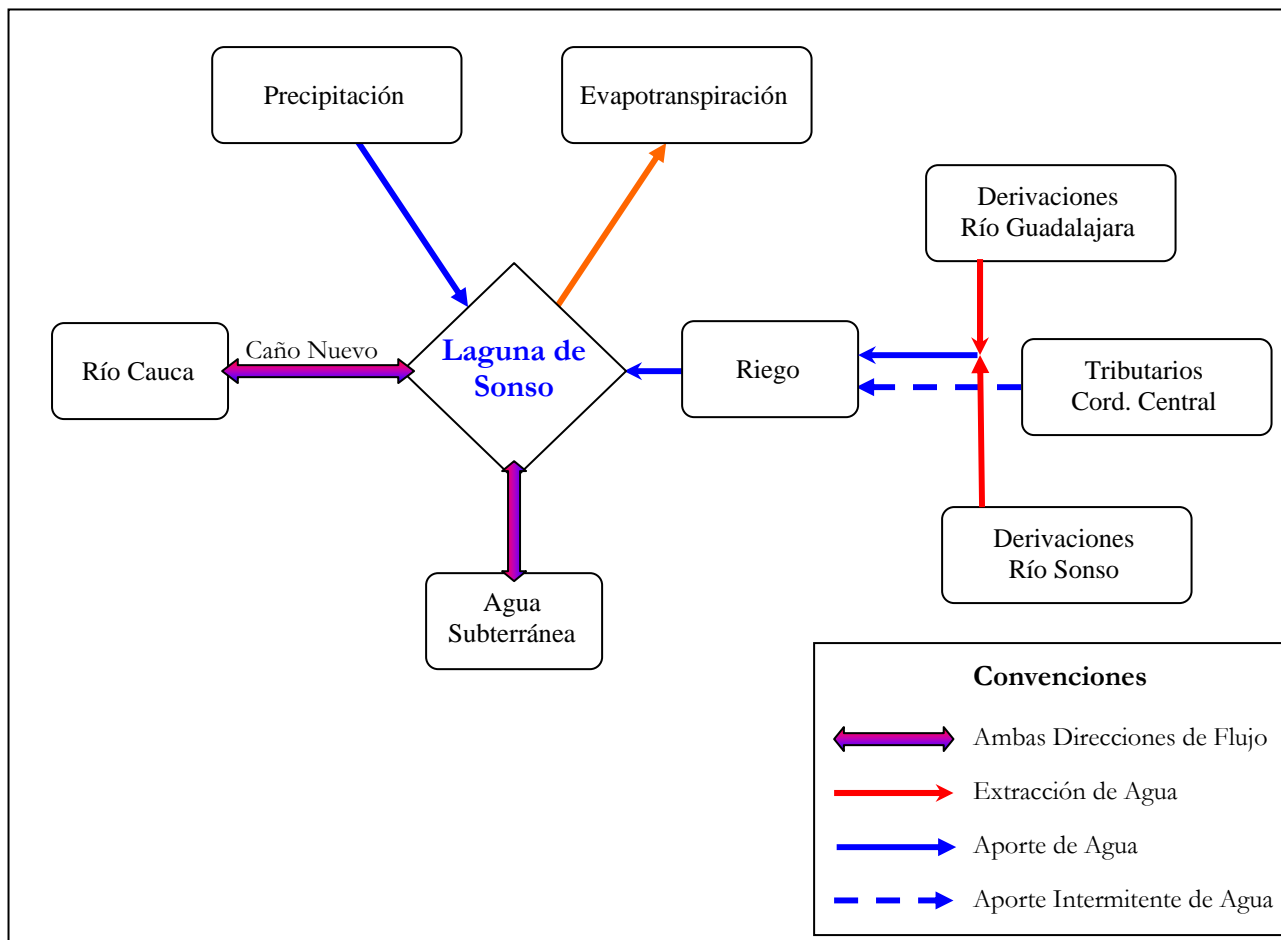 Precipitación
Evapotranspiración
Derivaciones
Río Guadalajara
Caño Nuevo
Río Cauca
Laguna de
Sonso
Riego
Tributarios
Cord. Central
Derivaciones
Río Sonso
Agua
Subterránea
Convenciones
Ambas Direcciones de Flujo
Extracción de Agua
Aporte de Agua
Aporte Intermitente de Agua